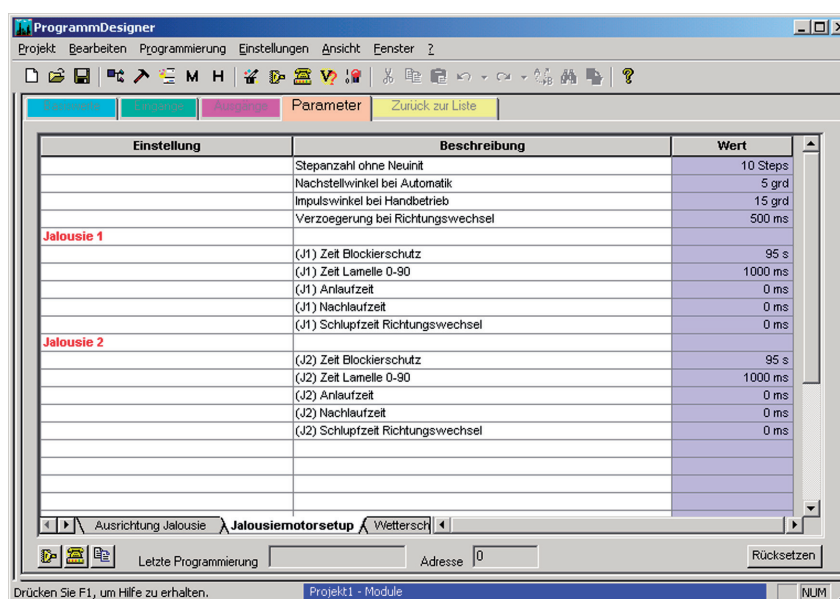 ProgrammDesigner
Projekt Bearbeiten Programmierung Einstellungen Ansicht Fenster ?
M H V?
Eingänge Ausgänge Parameter Zurück zur Liste
Einstellung Beschreibung Wert
Stepanzahl ohne Neuinit 10 Steps
Nachstellwinkel bei Automatik 5 grd
Impulswinkel bei Handbetrieb 15 grd
Verzoegerung bei Richtungswechsel 500 ms
Jalousie 1
(J1) Zeit Blockierschutz 95 s
(J1) Zeit Lamelle 0-90 1000 ms
(J1) Anlaufzeit 0 ms
(J1) Nachlaufzeit 0 ms
(J1) Schlupfzeit Richtungswechsel 0 ms
Jalousie 2
(J2) Zeit Blockierschutz 95 s
(J2) Zeit Lamelle 0-90 1000 ms
(J2) Anlaufzeit 0 ms
(J2) Nachlaufzeit 0 ms
(J2) Schlupfzeit Richtungswechsel 0 ms
Ausrichtung Jalousie Jalousiemotorsetup Wettersch
Letzte Programmierung Adresse 0 Rücksetzen
Drücken Sie F1, um Hilfe zu erhalten. Projekt1 - Module NUM